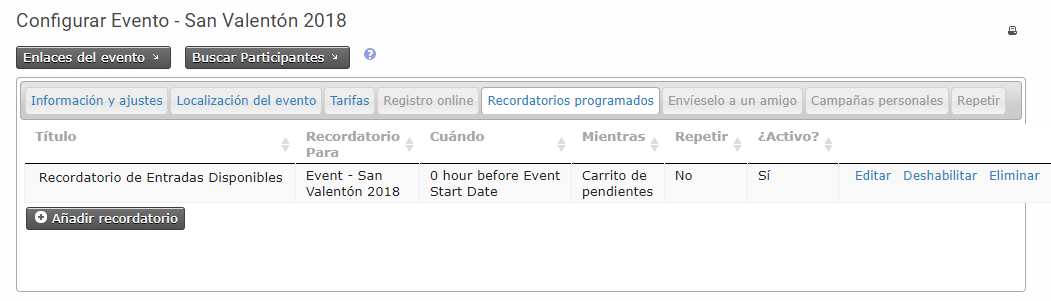 Configurar Evento - San Valentón 2018
Enlaces del evento Buscar Participantes ?
Información y ajustes Localización del evento Tarifas Registro online Recordatorios programados Envíeselo a un amigo Campañas personales Repetir
Título Recordatorio Para Cuándo Mientras Repetir ¿Activo?
Recordatorio de Entradas Disponibles Event - San Valentón 2018 0 hour before Event Start Date Carrito de pendientes No Sí Editar Deshabilitar Eliminar
Añadir recordatorio